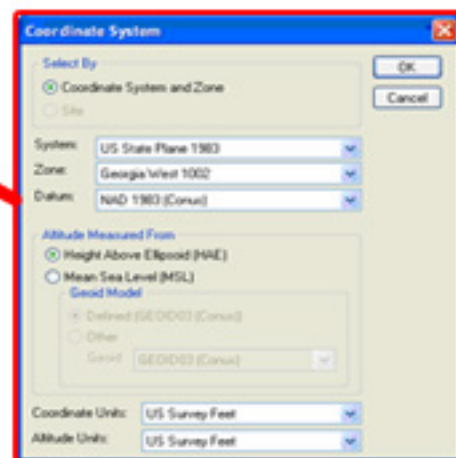 Coordinate System
Select By
Coordinate System and Zone
Site
OK
Cancel
System: US State Plane 1983
Zone: Georgia West 1002
Datum: NAD 1983 (Conus)
Altitude Measured From
Height Above Ellipsoid (HAE)
Mean Sea Level (MSL)
Geoid Model
Defined (GEOID03 (Conus))
Other
Geoid GEOID03 (Conus)
Coordinate Units: US Survey Feet
Altitude Units: US Survey Feet